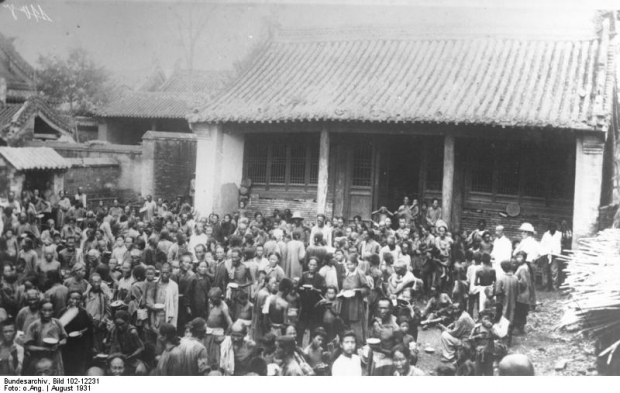 Bundesarchiv, Bild 102-12231
Foto: o.Ang. | August 1931